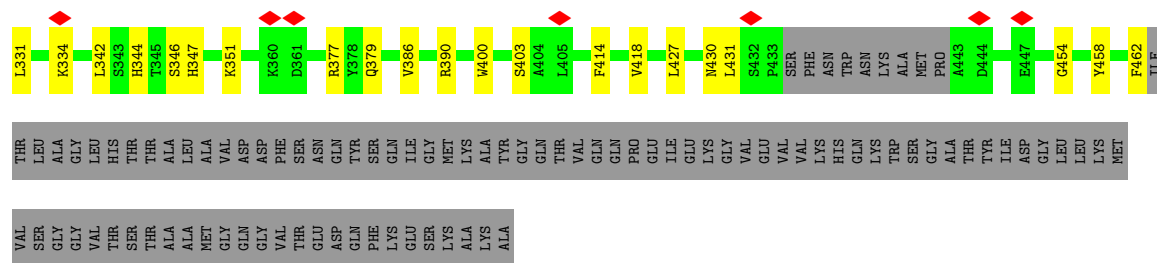 L331 K334 L342 S343 H344 T345 S346 H347 K351 K360 D361 R377 Y378 Q379 V386 R390 W400 S403 A404 L405 F414 V418 L427 N430 L431 S432 P433 SER PHE ASN TRP ASN LYS ALA MET PRO A443 D444 E447 G454 Y458 F462 ILE
THR LEU ALA GLY LEU HIS THR THR ALA LEU ALA VAL ASP ASP PHE SER ASN GLN TYR SER GLN ILE GLY MET LYS ALA TYR GLY GLN THR VAL GLN GLN PRO GLU ILE GLU LYS GLY VAL GLU VAL VAL LYS HIS GLN LYS TRP SER GLY ALA THR TYR ILE ASP GLY LEU LEU LYS MET
VAL SER GLY GLY VAL THR SER THR ALA ALA MET GLY GLN GLY VAL THR GLU ASP GLN PHE LYS GLU SER LYS ALA LYS ALA